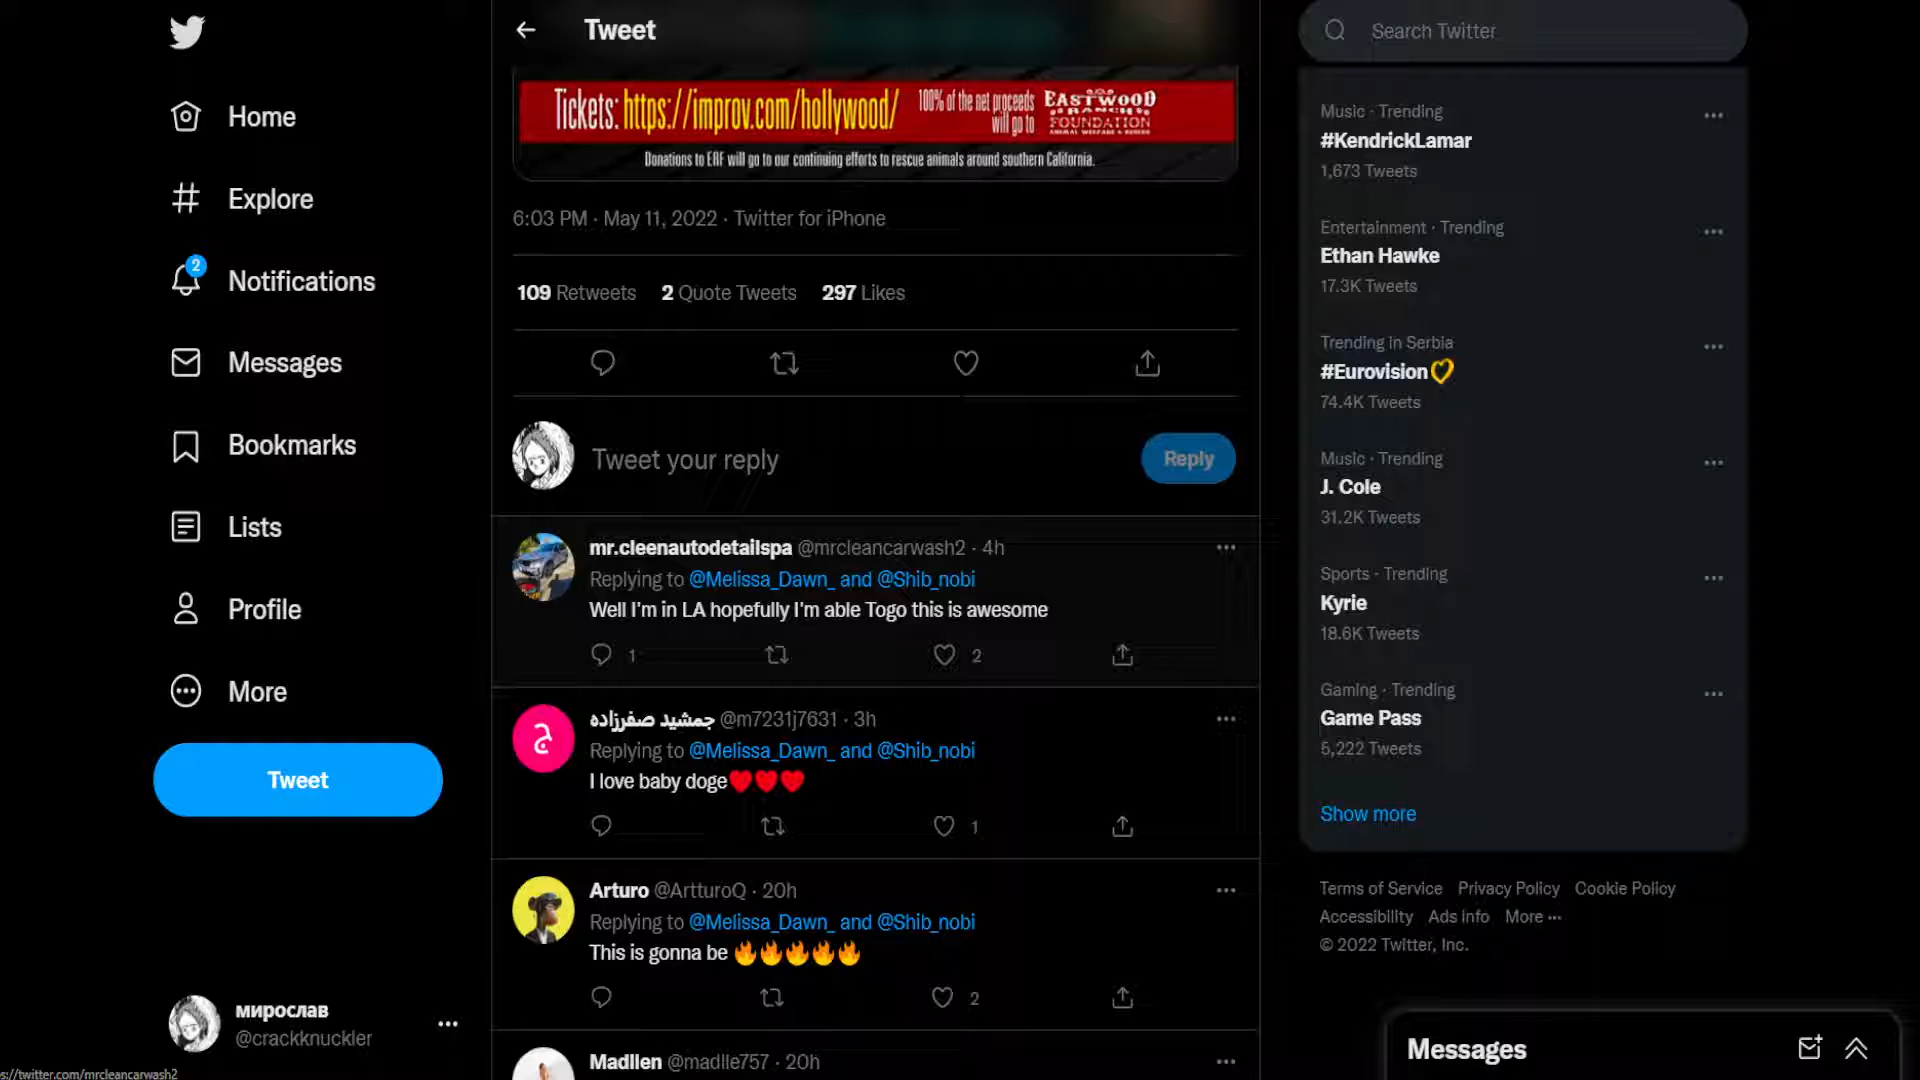 Home
Explore
2
Notifications
Messages
Bookmarks
Lists
Profile
More
Tweet
мирослав
@crackknuckler
s://twitter.com/mrcleancarwash2
Tweet
Tickets: https://improv.com/hollywood/ 100% of the net proceeds
will go to
EASTWOOD
RANCH
FOUNDATION
ANIMAL WELFARE & RESCUE
Donations to ERF will go to our continuing efforts to rescue animals around southern California.
6:03 PM · May 11, 2022 · Twitter for iPhone
109 Retweets 2 Quote Tweets 297 Likes
Tweet your reply
Reply
mr.cleenautodetailspa @mrcleancarwash2 · 4h
Replying to @Melissa_Dawn_ and @Shib_nobi
Well I'm in LA hopefully I'm able Togo this is awesome
1 2
ج
جمشید صفرزاده @m7231j7631 · 3h
Replying to @Melissa_Dawn_ and @Shib_nobi
I love baby doge❤️❤️❤️
1
Arturo @ArtturoQ · 20h
Replying to @Melissa_Dawn_ and @Shib_nobi
This is gonna be 🔥🔥🔥🔥🔥
2
Madllen @madlle757 · 20h
Search Twitter
Music · Trending
#KendrickLamar
1,673 Tweets
Entertainment · Trending
Ethan Hawke
17.3K Tweets
Trending in Serbia
#Eurovision💛
74.4K Tweets
Music · Trending
J. Cole
31.2K Tweets
Sports · Trending
Kyrie
18.6K Tweets
Gaming · Trending
Game Pass
5,222 Tweets
Show more
Terms of Service Privacy Policy Cookie Policy
Accessibility Ads info More ···
© 2022 Twitter, Inc.
Messages